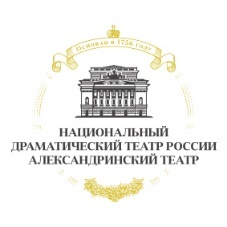 Основан в 1756 году
НАЦИОНАЛЬНЫЙ
ДРАМАТИЧЕСКИЙ ТЕАТР РОССИИ
АЛЕКСАНДРИНСКИЙ ТЕАТР